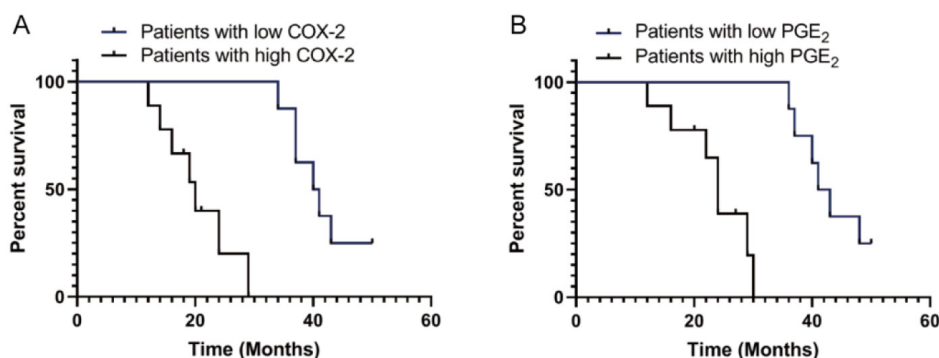 A
Patients with low COX-2
Patients with high COX-2
Percent survival
100
50
0
0
20
40
60
Time (Months)
B
Patients with low PGE₂
Patients with high PGE₂
Percent survival
100
50
0
0
20
40
60
Time (Months)